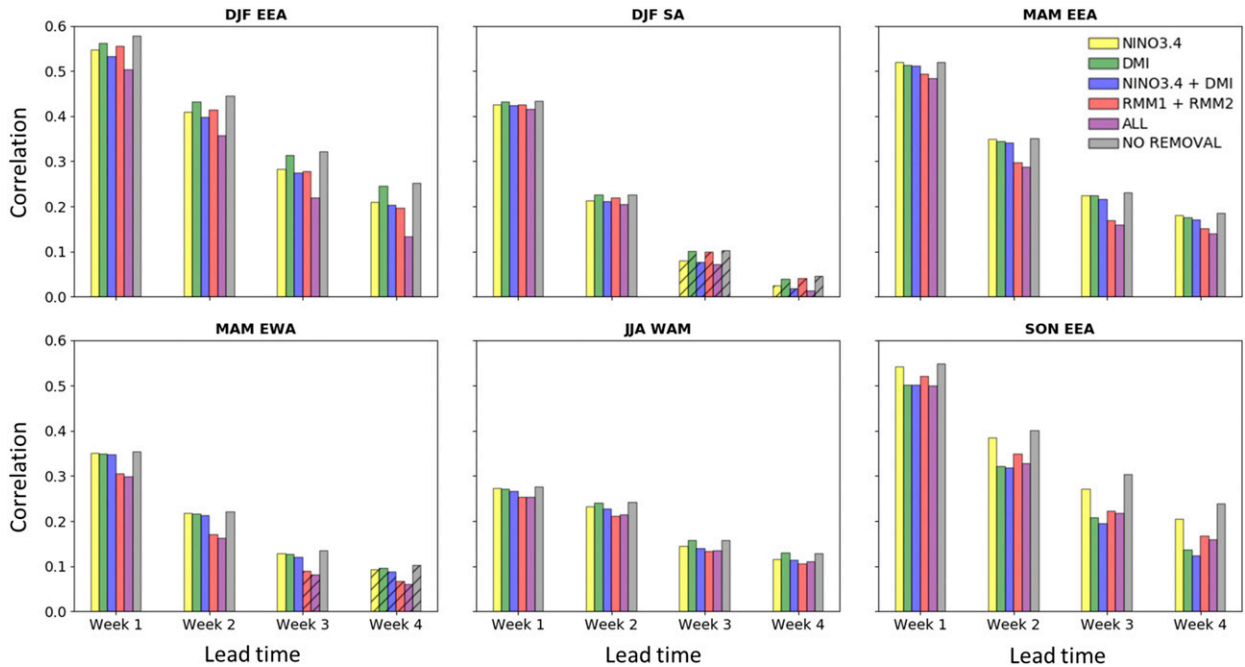 DJF EEA
DJF SA
MAM EEA
Correlation
0.6
0.5
0.4
0.3
0.2
0.1
0.0
NINO3.4
DMI
NINO3.4 + DMI
RMM1 + RMM2
ALL
NO REMOVAL
MAM EWA
JJA WAM
SON EEA
Correlation
0.6
0.5
0.4
0.3
0.2
0.1
0.0
Week 1 Week 2 Week 3 Week 4
Week 1 Week 2 Week 3 Week 4
Week 1 Week 2 Week 3 Week 4
Lead time
Lead time
Lead time